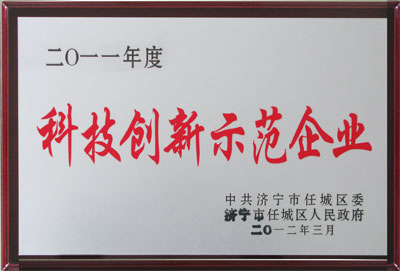 二〇一一年度
科技创新示范企业
中共济宁市任城区委
济宁市任城区人民政府
二〇一二年三月